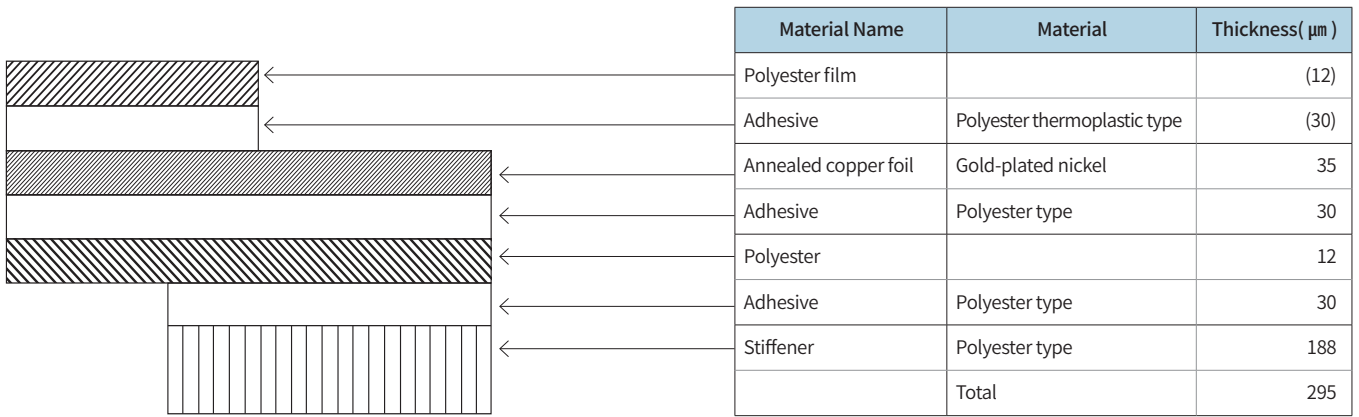 Material Name Material Thickness( μm )
Polyester film (12)
Adhesive Polyester thermoplastic type (30)
Annealed copper foil Gold-plated nickel 35
Adhesive Polyester type 30
Polyester 12
Adhesive Polyester type 30
Stiffener Polyester type 188
Total 295